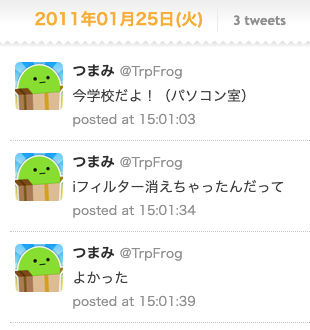 2011年01月25日(火) 3 tweets
つまみ @TrpFrog
今学校だよ！（パソコン室）
posted at 15:01:03
つまみ @TrpFrog
iフィルター消えちゃったんだって
posted at 15:01:34
つまみ @TrpFrog
よかった
posted at 15:01:39